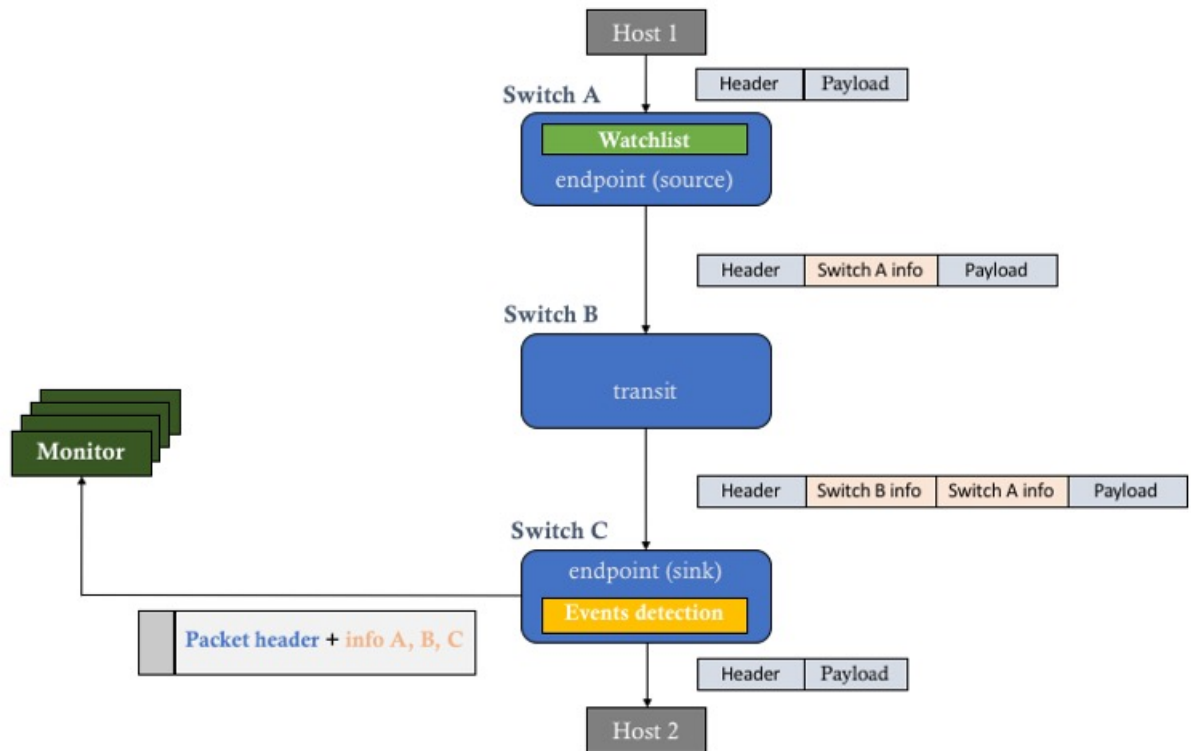 Host 1
Header Payload
Switch A
Watchlist
endpoint (source)
Header Switch A info Payload
Switch B
transit
Monitor
Header Switch B info Switch A info Payload
Switch C
endpoint (sink)
Events detection
Packet header + info A, B, C
Header Payload
Host 2